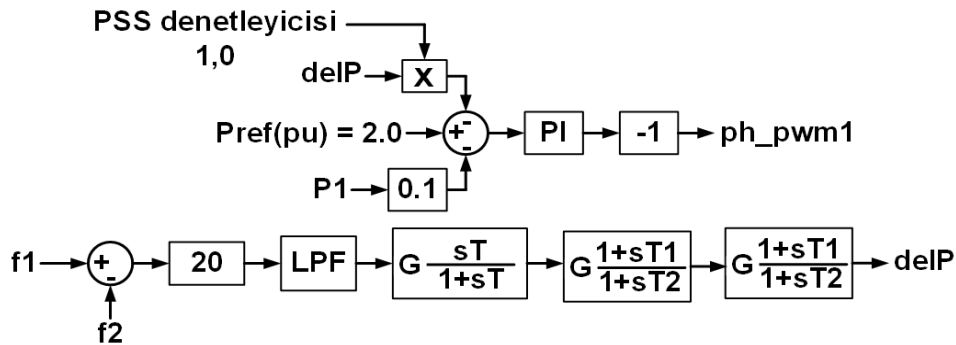 PSS denetleyicisi
1,0
delP
X
Pref(pu) = 2.0
+
-
-
PI
-1
ph_pwm1
P1
0.1
f1
+
-
f2
20
LPF
G sT
1+sT
G 1+sT1
1+sT2
G 1+sT1
1+sT2
delP